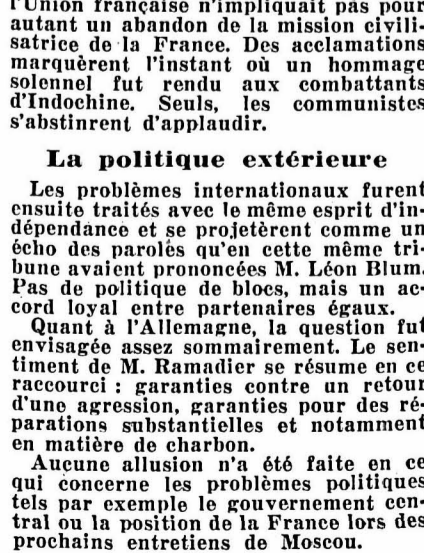 l'Union française n'impliquait pas pour
autant un abandon de la mission civili-
satrice de la France. Des acclamations
marquèrent l'instant où un hommage
solennel fut rendu aux combattants
d'Indochine. Seuls, les communistes
s'abstinrent d'applaudir.
La politique extérieure
Les problèmes internationaux furent
ensuite traités avec le même esprit d'in-
dépendance et se projetèrent comme un
écho des paroles qu'en cette même tri-
bune avaient prononcées M. Léon Blum.
Pas de politique de blocs, mais un ac-
cord loyal entre partenaires égaux.
Quant à l'Allemagne, la question fut
envisagée assez sommairement. Le sen-
timent de M. Ramadier se résume en ce
raccourci : garanties contre un retour
d'une agression, garanties pour des ré-
parations substantielles et notamment
en matière de charbon.
Aucune allusion n'a été faite en ce
qui concerne les problèmes politiques
tels par exemple le gouvernement cen-
tral ou la position de la France lors des
prochains entretiens de Moscou.